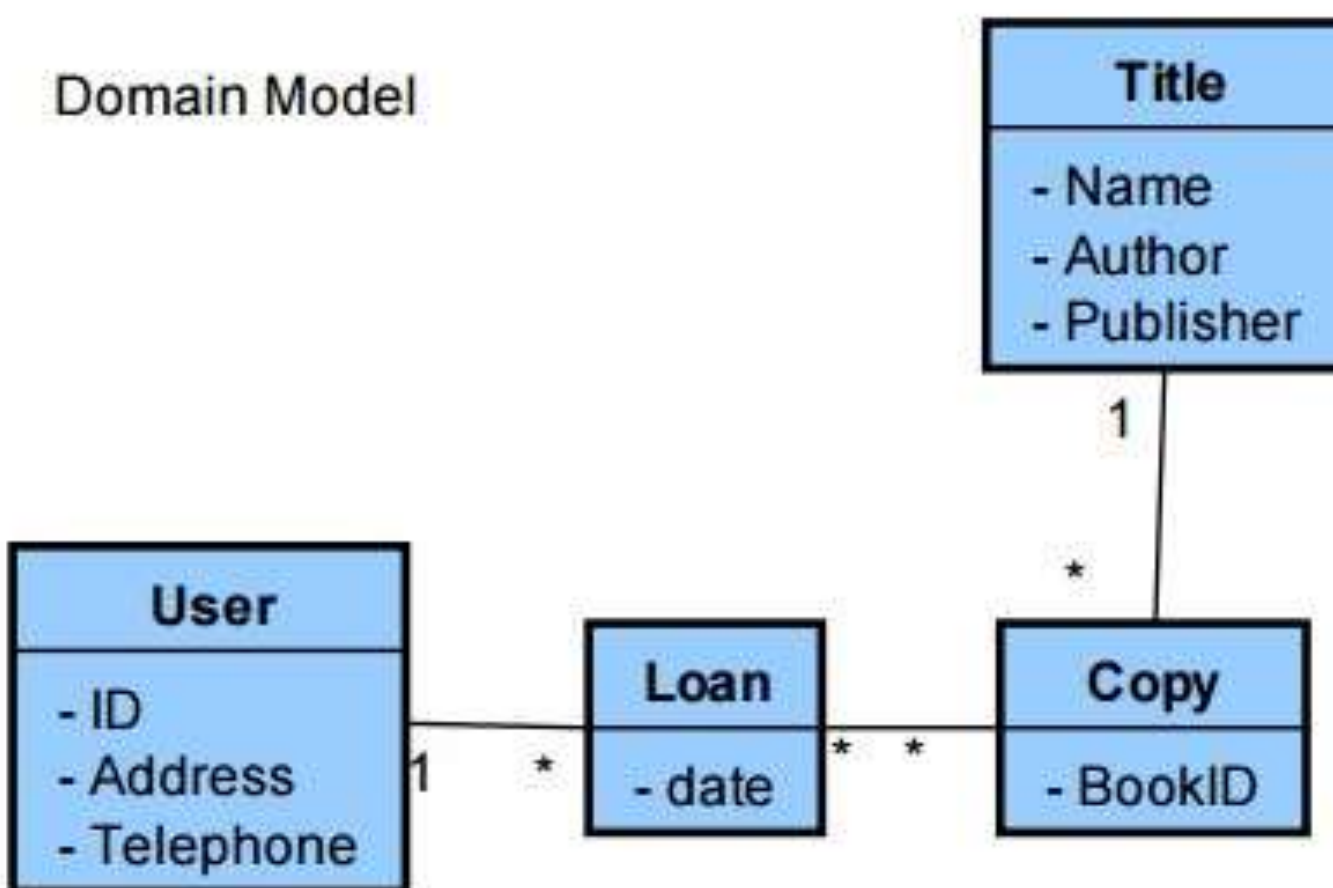 Domain Model
Title
- Name
- Author
- Publisher
1
*
User
- ID
- Address
- Telephone
1
*
Loan
- date
*
*
Copy
- BookID